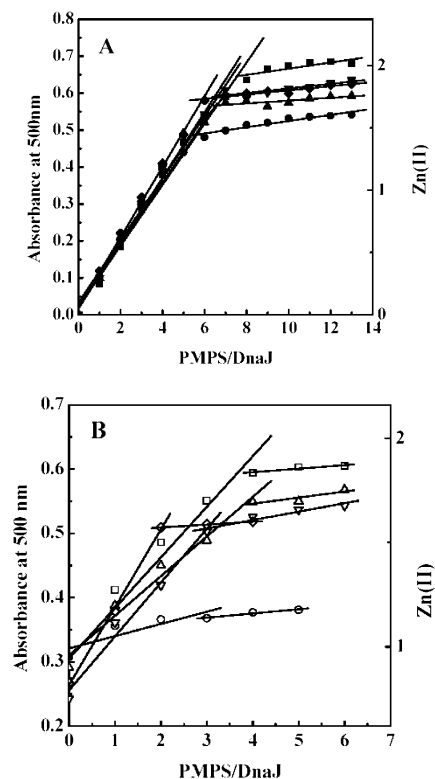 A
0.8
0.7
0.6
0.5
0.4
0.3
0.2
0.1
0.0
Absorbance at 500nm
2
1
0
Zn(II)
0 2 4 6 8 10 12 14
PMPS/DnaJ
B
0.7
0.6
0.5
0.4
0.3
0.2
Absorbance at 500 nm
2
1
Zn(II)
0 1 2 3 4 5 6 7
PMPS/DnaJ